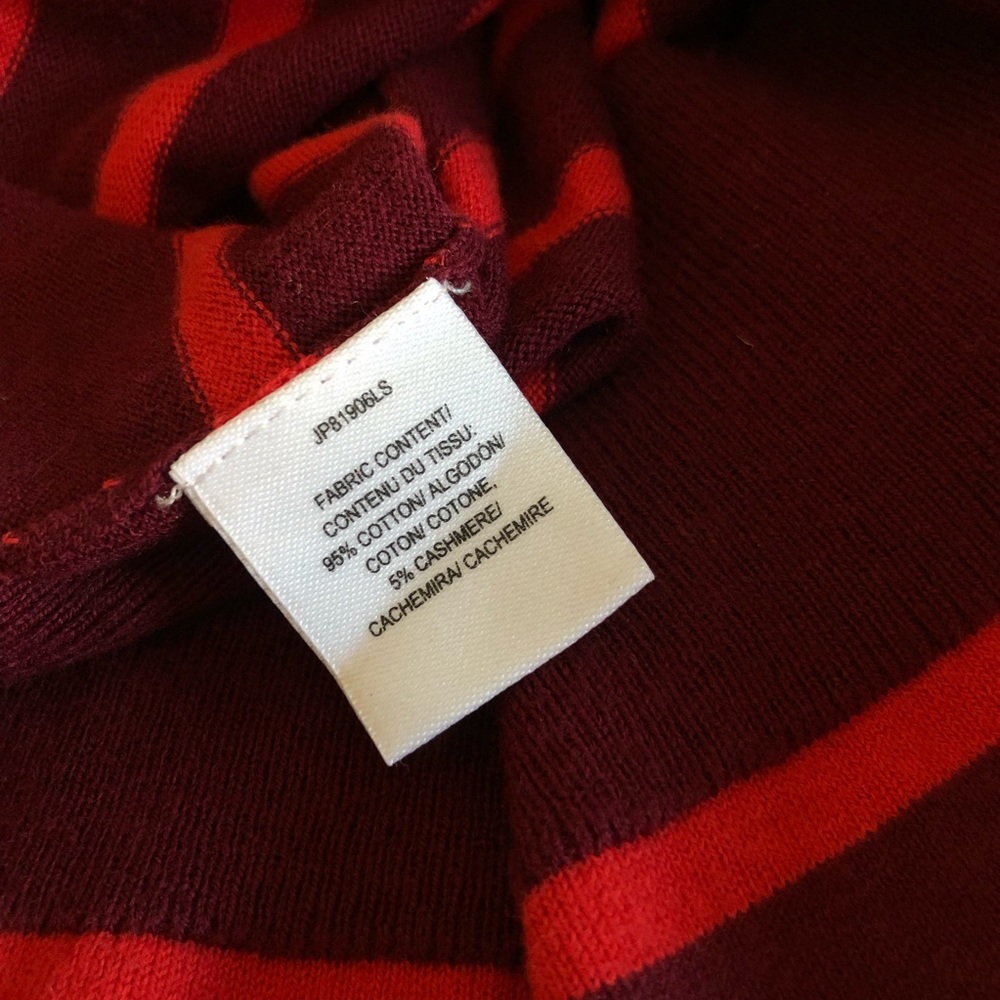 JP81906LS
FABRIC CONTENT/
CONTENU DU TISSU:
95% COTTON/ ALGODÓN/
COTON/ COTONE,
5% CASHMERE/
CACHEMIRA/ CACHEMIRE